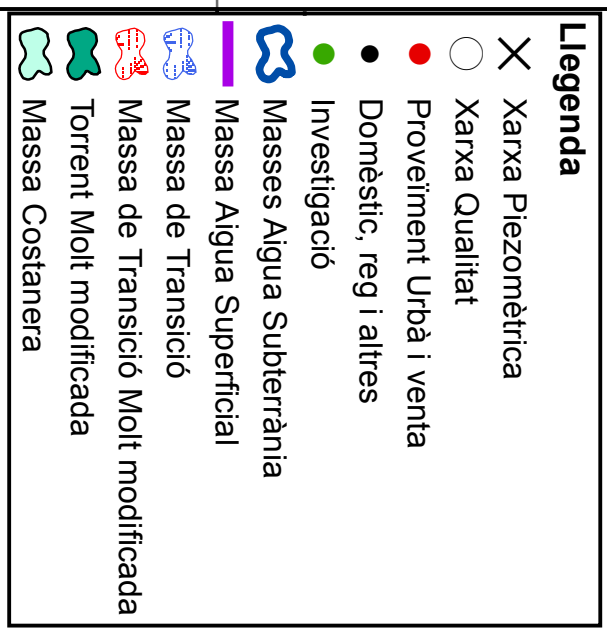 Llegenda
Xarxa Piezomètrica
Xarxa Qualitat
Proveïment Urbà i venta
Domèstic, reg i altres
Investigació
Masses Aigua Subterrània
Massa Aigua Superficial
Massa de Transició
Massa de Transició Molt modificada
Torrent Molt modificada
Massa Costanera